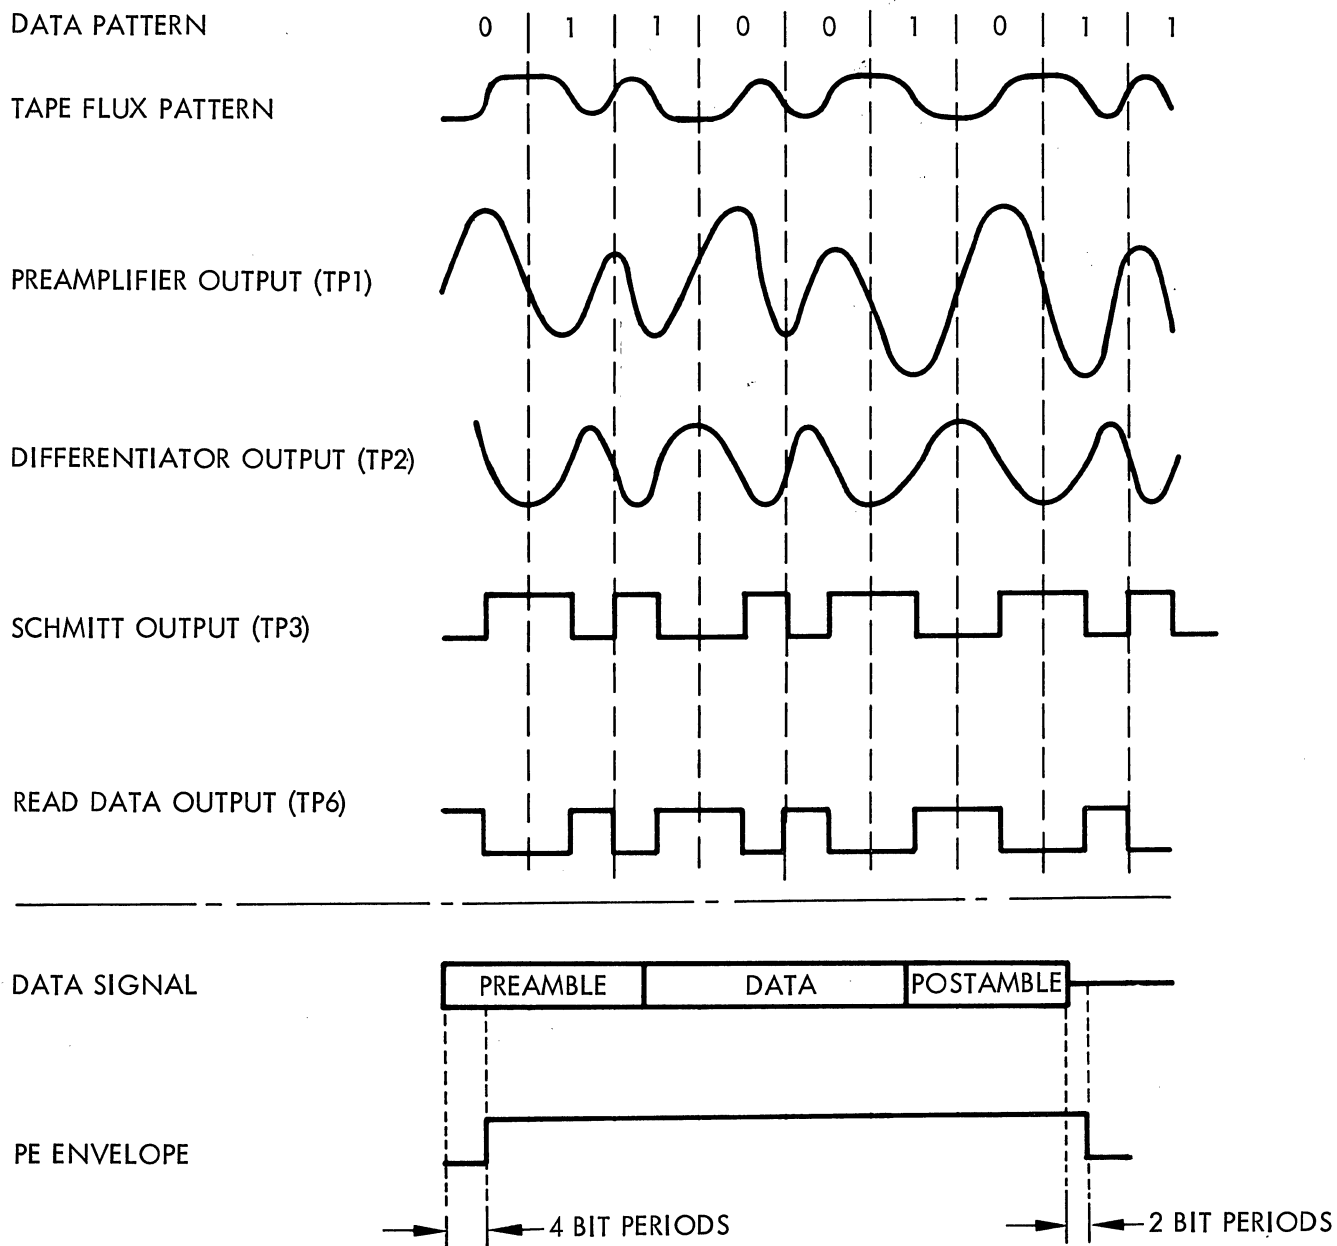 DATA PATTERN 0 1 1 0 0 1 0 1 1
TAPE FLUX PATTERN
PREAMPLIFIER OUTPUT (TP1)
DIFFERENTIATOR OUTPUT (TP2)
SCHMITT OUTPUT (TP3)
READ DATA OUTPUT (TP6)
DATA SIGNAL PREAMBLE DATA POSTAMBLE
PE ENVELOPE
4 BIT PERIODS 2 BIT PERIODS